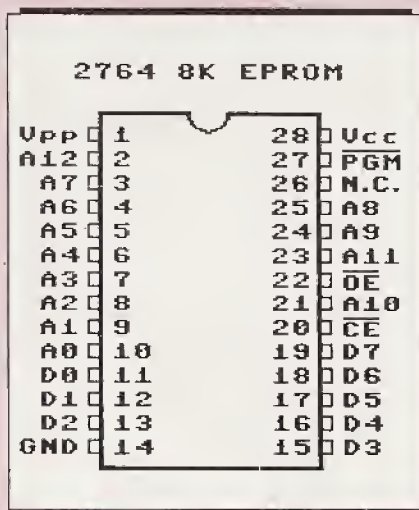 2764 8K EPROM
Vpp 1 28 Vcc
A12 2 27 PGM
A7 3 26 N.C.
A6 4 25 A8
A5 5 24 A9
A4 6 23 A11
A3 7 22 OE
A2 8 21 A10
A1 9 20 CE
A0 10 19 D7
D0 11 18 D6
D1 12 17 D5
D2 13 16 D4
GND 14 15 D3